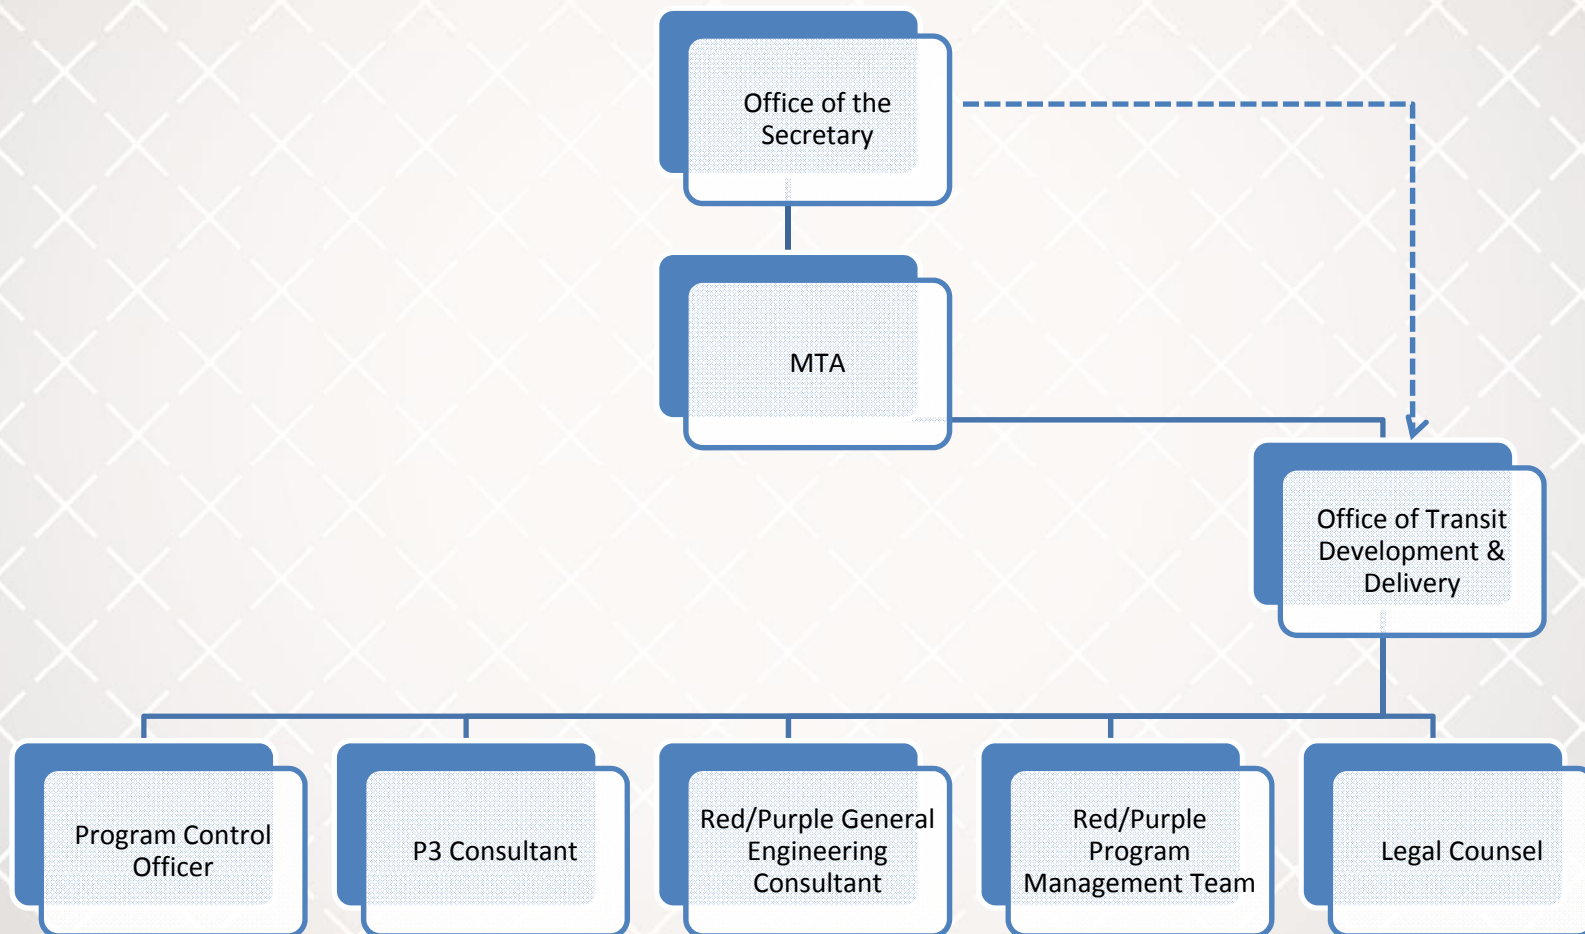 Office of the
Secretary
MTA
Office of Transit
Development &
Delivery
Program Control
Officer
P3 Consultant
Red/Purple General
Engineering
Consultant
Red/Purple
Program
Management Team
Legal Counsel